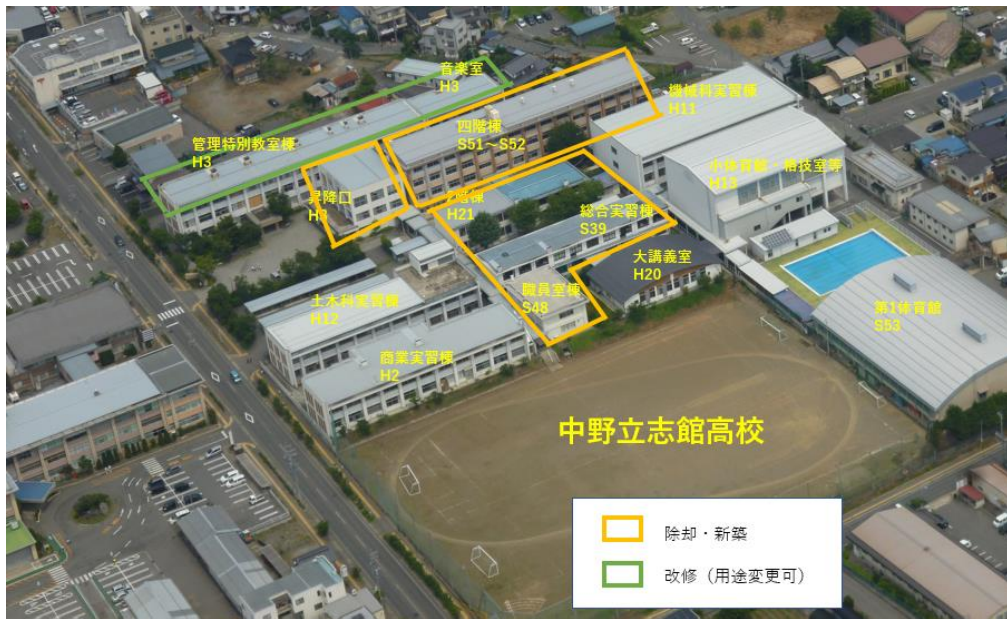 音楽室
H3
機械科実習棟
H11
四階棟
S51～S52
管理特別教室棟
H3
小体育館・格技室等
H13
昇降口
H3
2階棟
H21
総合実習棟
S39
大講義室
H20
職員室棟
S48
土木科実習棟
H12
第1体育館
S53
商業実習棟
H2
中野立志館高校
除却・新築
改修（用途変更可）